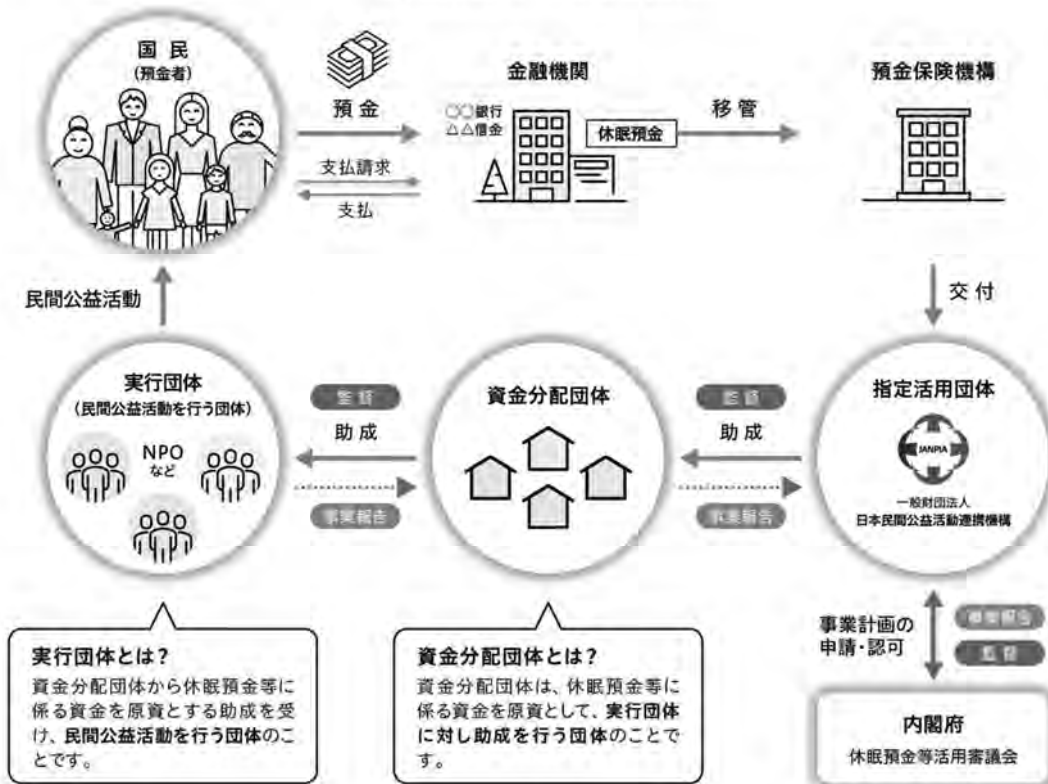 国民
(預金者)
預金
支払請求
支払
金融機関
○○銀行
△△信金
休眠預金
移管
預金保険機構
交付
民間公益活動
実行団体
(民間公益活動を行う団体)
NPO
など
監督
助成
事業報告
資金分配団体
監督
助成
事業報告
指定活用団体
JANPIA
一般財団法人
日本民間公益活動連携機構
実行団体とは?
資金分配団体から休眠預金等に
係る資金を原資とする助成を受
け、民間公益活動を行う団体のこ
とです。
資金分配団体とは?
資金分配団体は、休眠預金等に
係る資金を原資として、実行団体
に対し助成を行う団体のことで
す。
事業計画の
申請・認可
事業報告
監督
内閣府
休眠預金等活用審議会